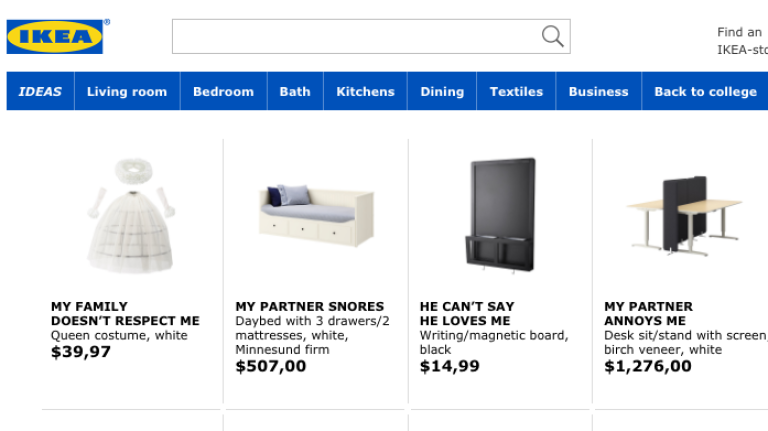 IKEA®
Find an
IKEA-sto
IDEAS Living room Bedroom Bath Kitchens Dining Textiles Business Back to college
MY FAMILY
DOESN’T RESPECT ME
Queen costume, white
$39,97
MY PARTNER SNORES
Daybed with 3 drawers/2
mattresses, white,
Minnesund firm
$507,00
HE CAN’T SAY
HE LOVES ME
Writing/magnetic board,
black
$14,99
MY PARTNER
ANNOYS ME
Desk sit/stand with screen,
birch veneer, white
$1,276,00